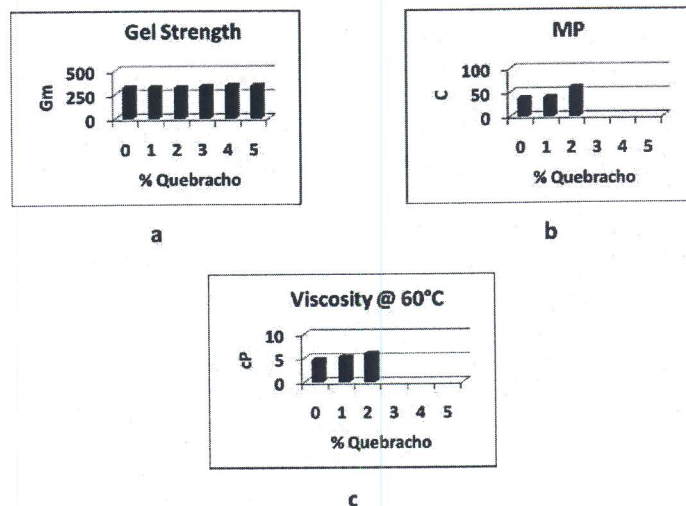 Gel Strength
500
250
0
Gm
0 1 2 3 4 5
% Quebracho
a
MP
100
50
0
C
0 1 2 3 4 5
% Quebracho
b
Viscosity @ 60°C
10
5
0
cP
0 1 2 3 4 5
% Quebracho
c